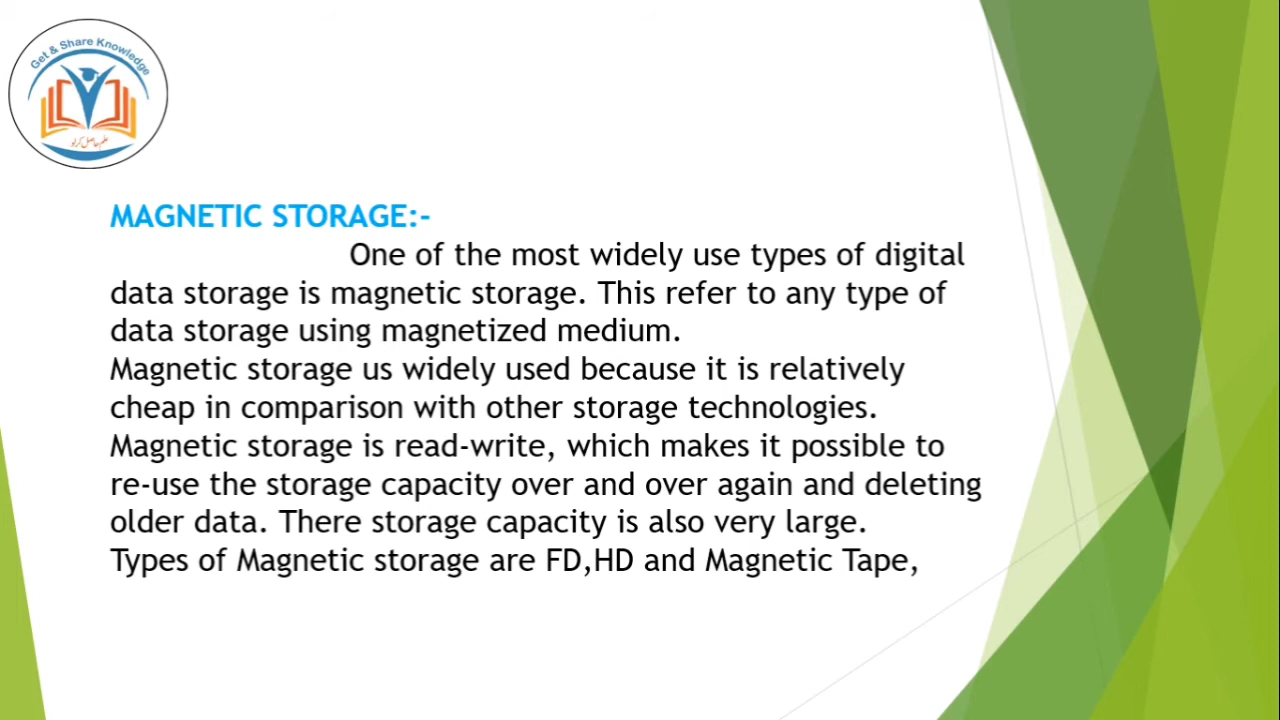 Get & Share Knowledge
علم حاصل کرلو
MAGNETIC STORAGE:-
One of the most widely use types of digital
data storage is magnetic storage. This refer to any type of
data storage using magnetized medium.
Magnetic storage us widely used because it is relatively
cheap in comparison with other storage technologies.
Magnetic storage is read-write, which makes it possible to
re-use the storage capacity over and over again and deleting
older data. There storage capacity is also very large.
Types of Magnetic storage are FD,HD and Magnetic Tape,